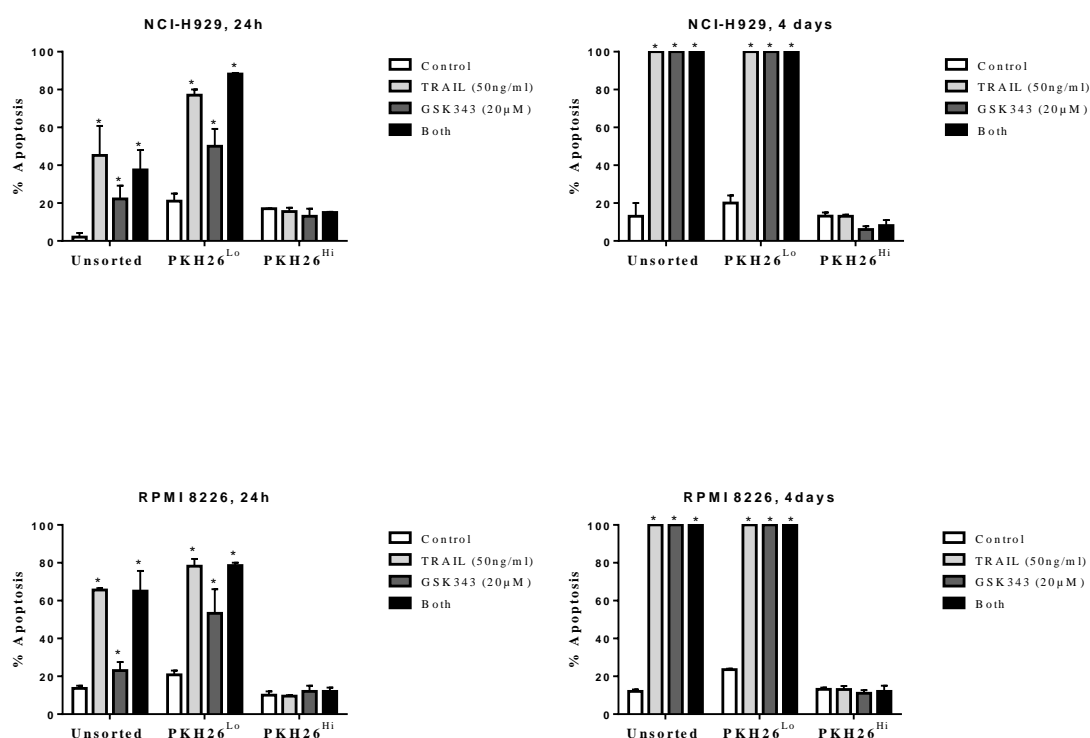 NCI-H929, 24h
100
80
60
40
20
0
% Apoptosis
Unsorted PKH26Lo PKH26Hi
Control
TRAIL (50ng/ml)
GSK343 (20µM)
Both
NCI-H929, 4 days
100
80
60
40
20
0
% Apoptosis
Unsorted PKH26Lo PKH26Hi
Control
TRAIL (50ng/ml)
GSK343 (20µM)
Both
RPMI 8226, 24h
100
80
60
40
20
0
% Apoptosis
Unsorted PKH26Lo PKH26Hi
Control
TRAIL (50ng/ml)
GSK343 (20µM)
Both
RPMI 8226, 4days
100
80
60
40
20
0
% Apoptosis
Unsorted PKH26Lo PKH26Hi
Control
TRAIL (50ng/ml)
GSK343 (20µM)
Both